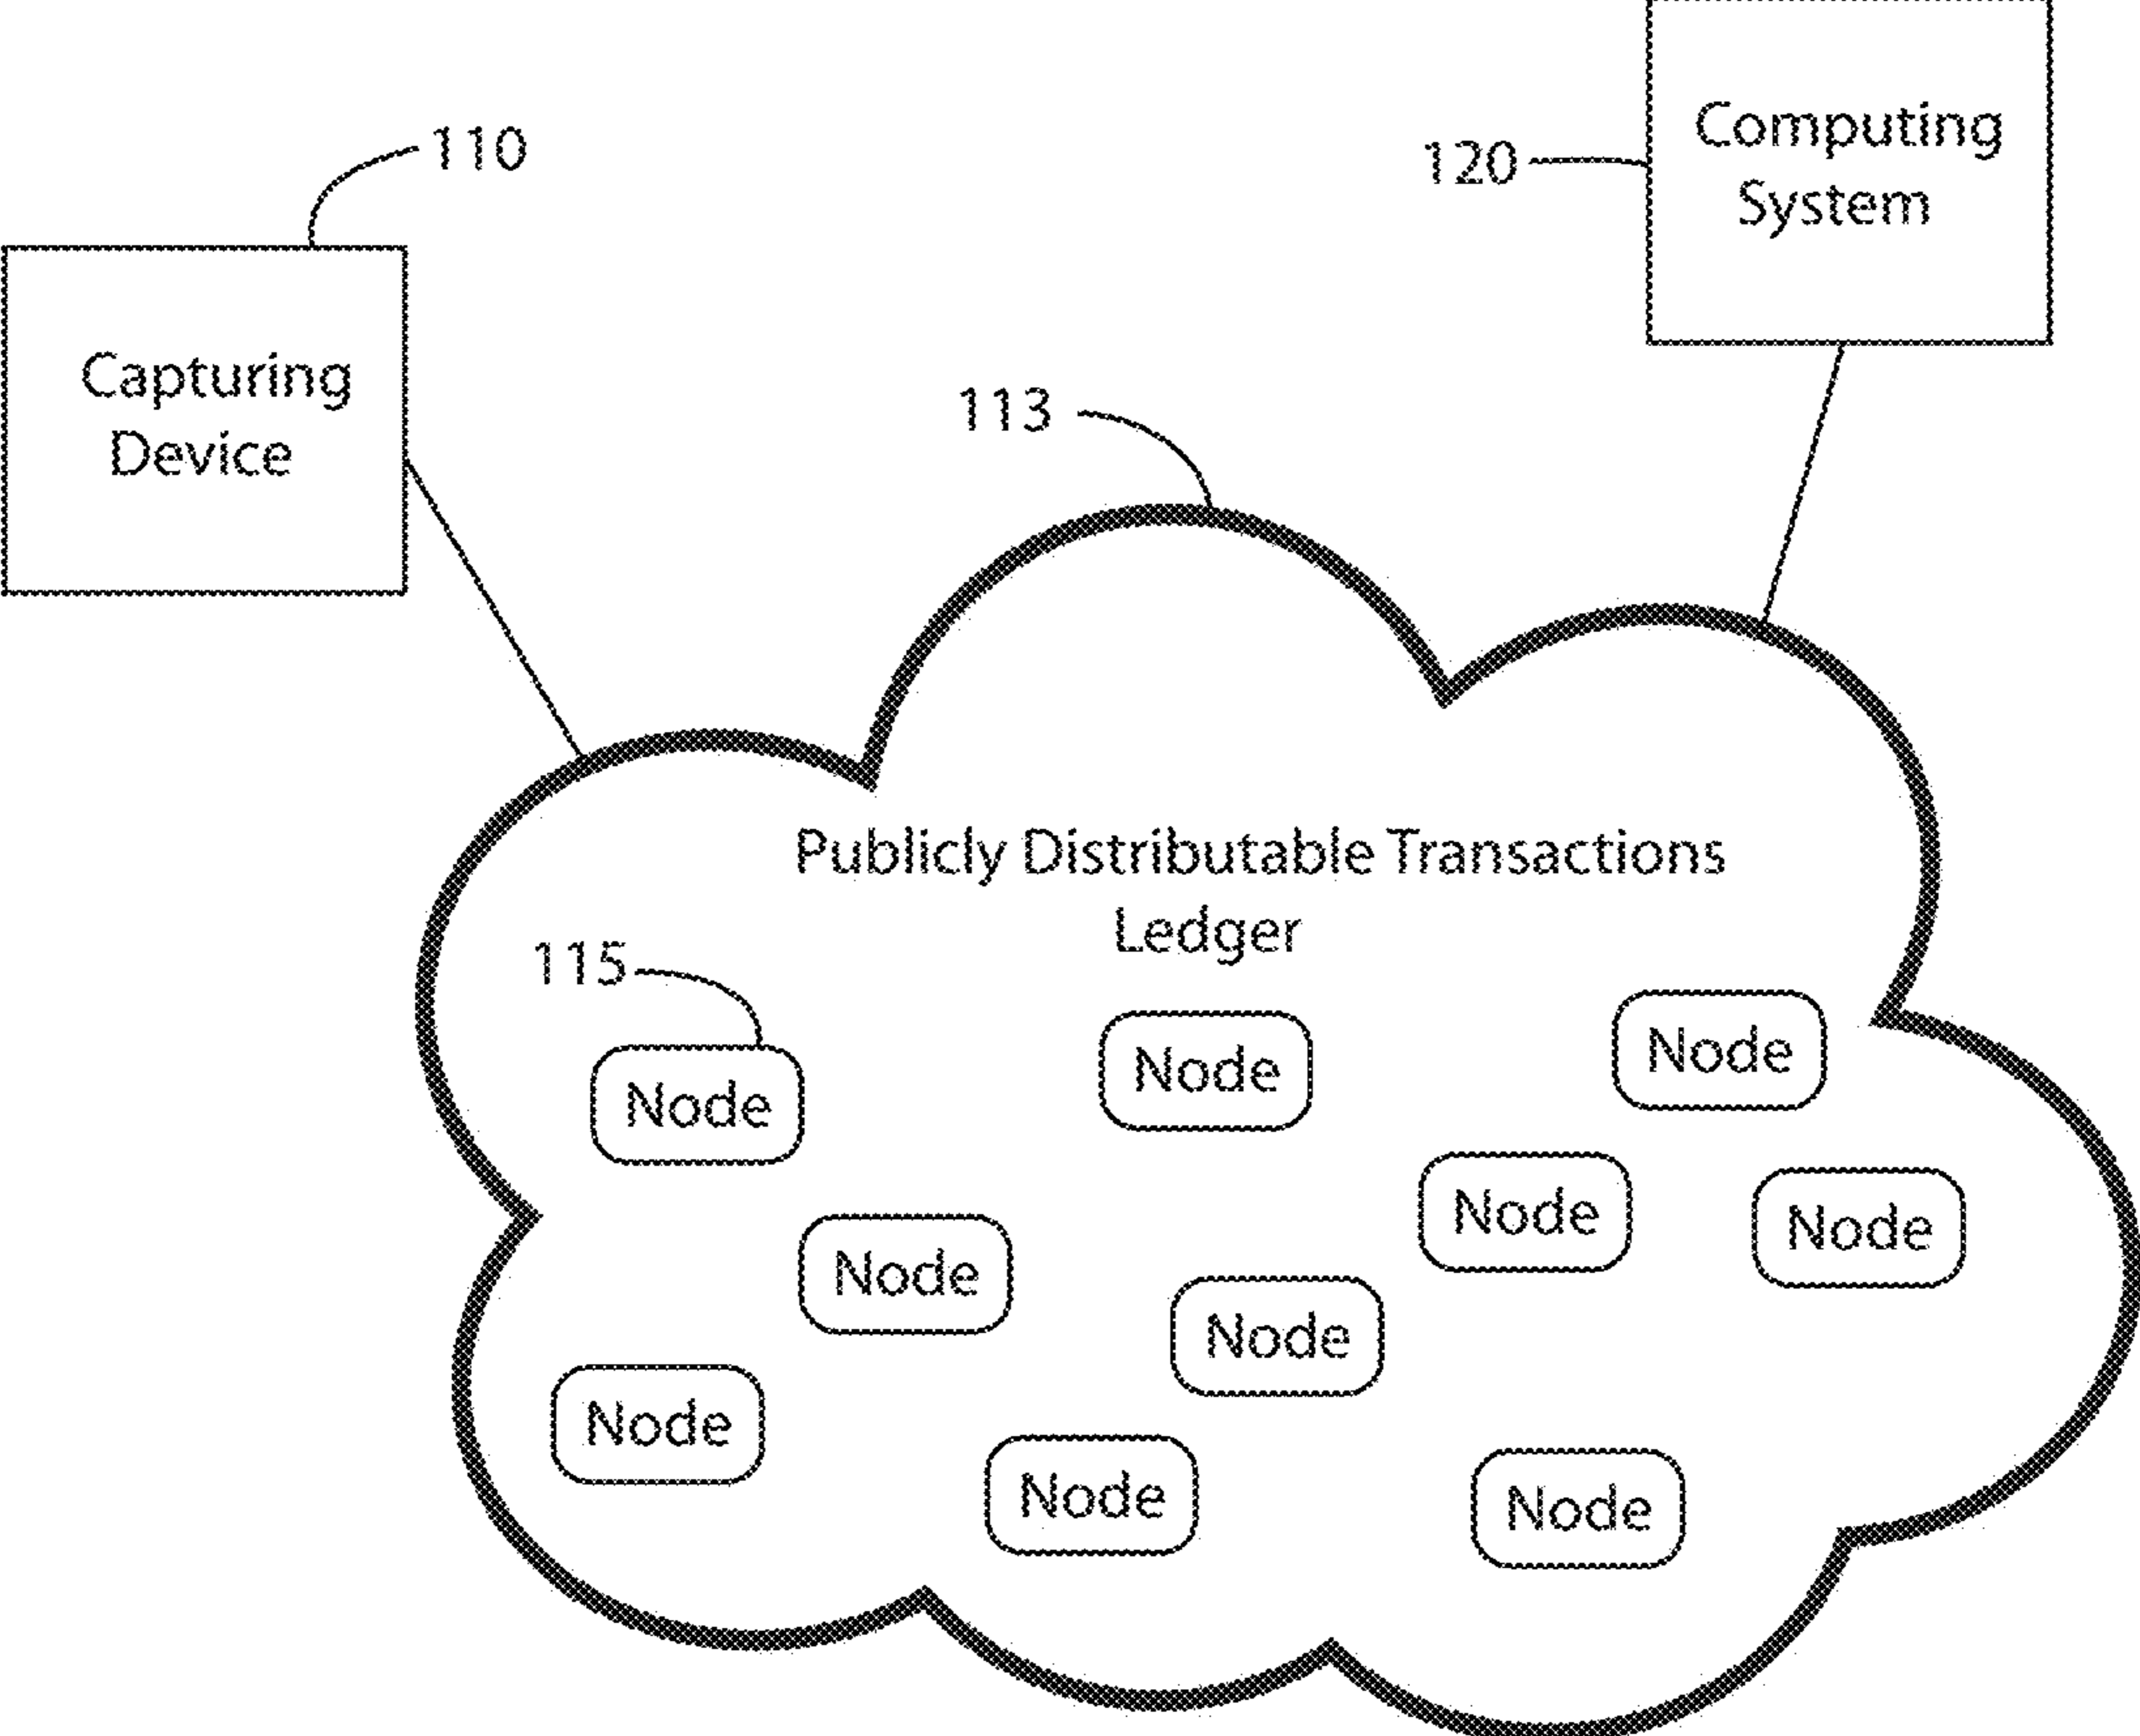 110
120
Computing
System
Capturing
Device
113
Publicly Distributable Transactions
Ledger
115
Node
Node
Node
Node
Node
Node
Node
Node
Node
Node